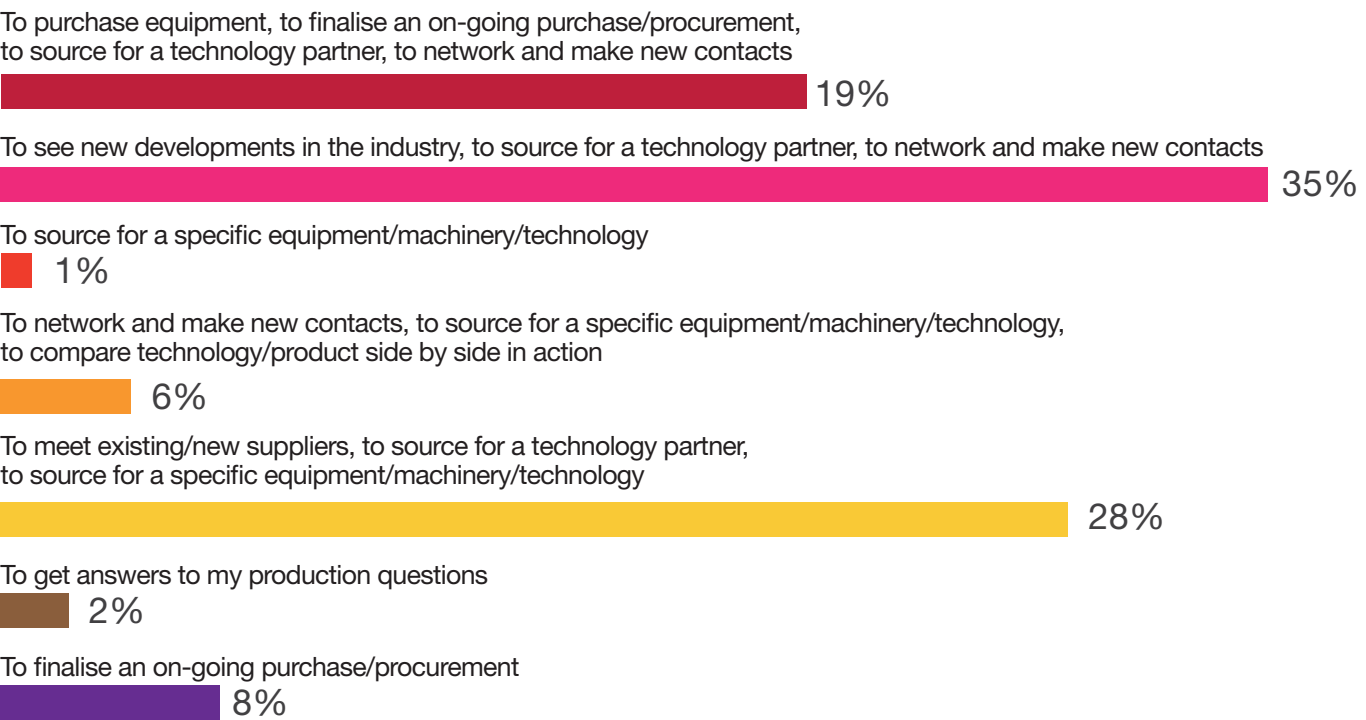 To purchase equipment, to finalise an on-going purchase/procurement,
to source for a technology partner, to network and make new contacts
19%
To see new developments in the industry, to source for a technology partner, to network and make new contacts
35%
To source for a specific equipment/machinery/technology
1%
To network and make new contacts, to source for a specific equipment/machinery/technology,
to compare technology/product side by side in action
6%
To meet existing/new suppliers, to source for a technology partner,
to source for a specific equipment/machinery/technology
28%
To get answers to my production questions
2%
To finalise an on-going purchase/procurement
8%